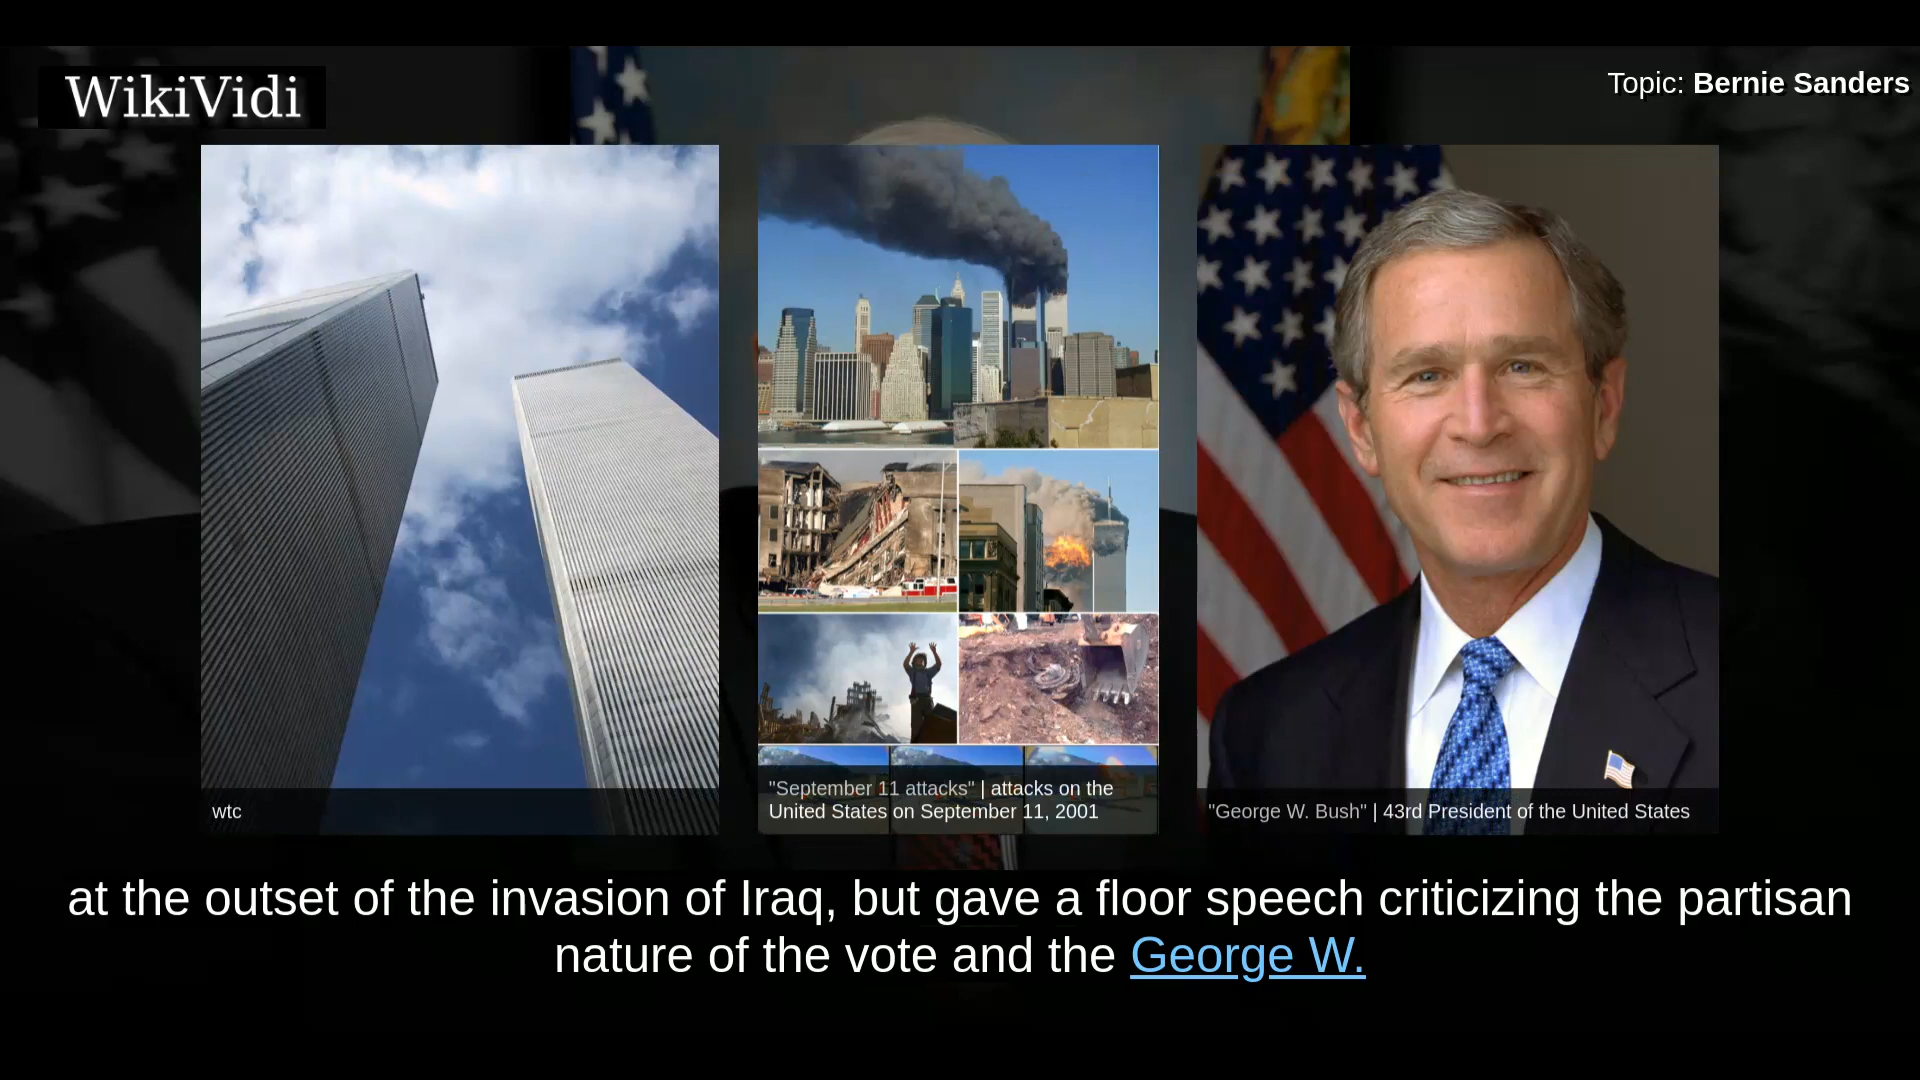 WikiVidi
Topic: Bernie Sanders
wtc
"September 11 attacks" | attacks on the
United States on September 11, 2001
"George W. Bush" | 43rd President of the United States
at the outset of the invasion of Iraq, but gave a floor speech criticizing the partisan
nature of the vote and the George W.